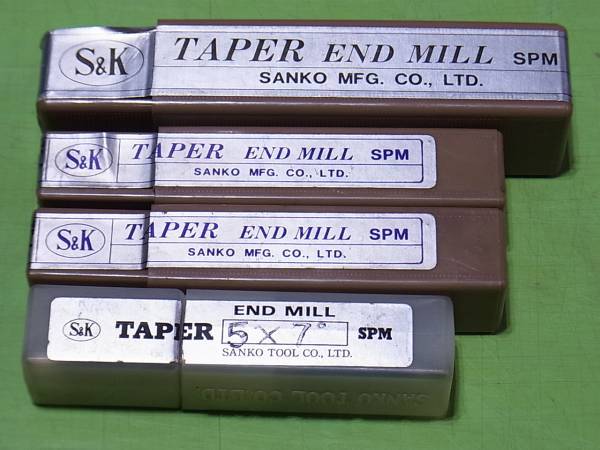 S&K TAPER END MILL SPM
SANKO MFG. CO., LTD.
S&K TAPER END MILL SPM
SANKO MFG. CO., LTD.
S&K TAPER END MILL SPM
SANKO MFG. CO., LTD.
END MILL
S&K TAPER 5×7° SPM
SANKO TOOL CO., LTD.
SANKO TOOL CO.LTD.